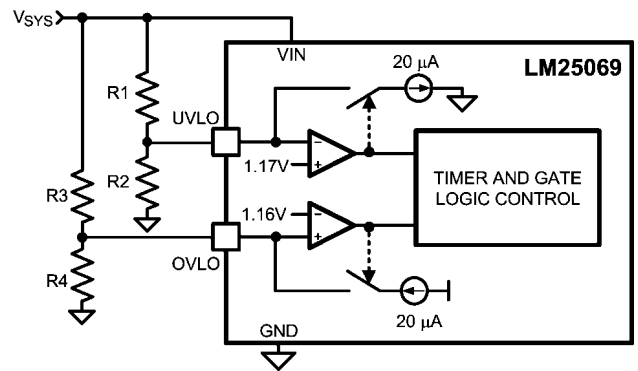 VSYS
VIN
LM25069
20 μA
R1
UVLO
−
+
1.17V
R2
TIMER AND GATE
LOGIC CONTROL
R3
1.16V
−
+
OVLO
R4
20 μA
GND